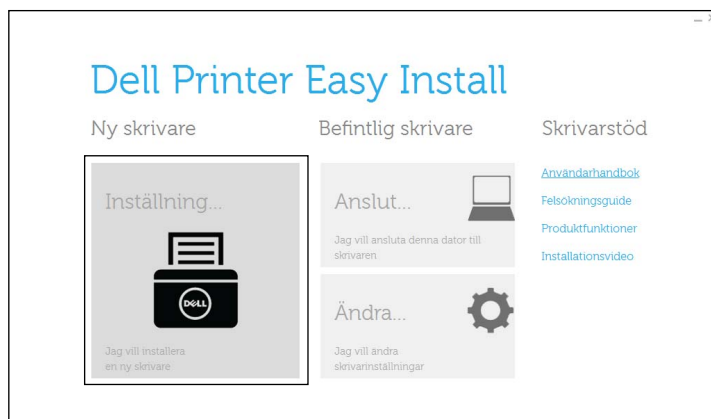 Dell Printer Easy Install
Ny skrivare
Inställning...
DELL
Jag vill installera
en ny skrivare
Befintlig skrivare
Anslut...
Jag vill ansluta denna dator till
skrivaren
Ändra...
Jag vill ändra
skrivarinställningar
Skrivarstöd
Användarhandbok
Felsökningsguide
Produktfunktioner
Installationsvideo